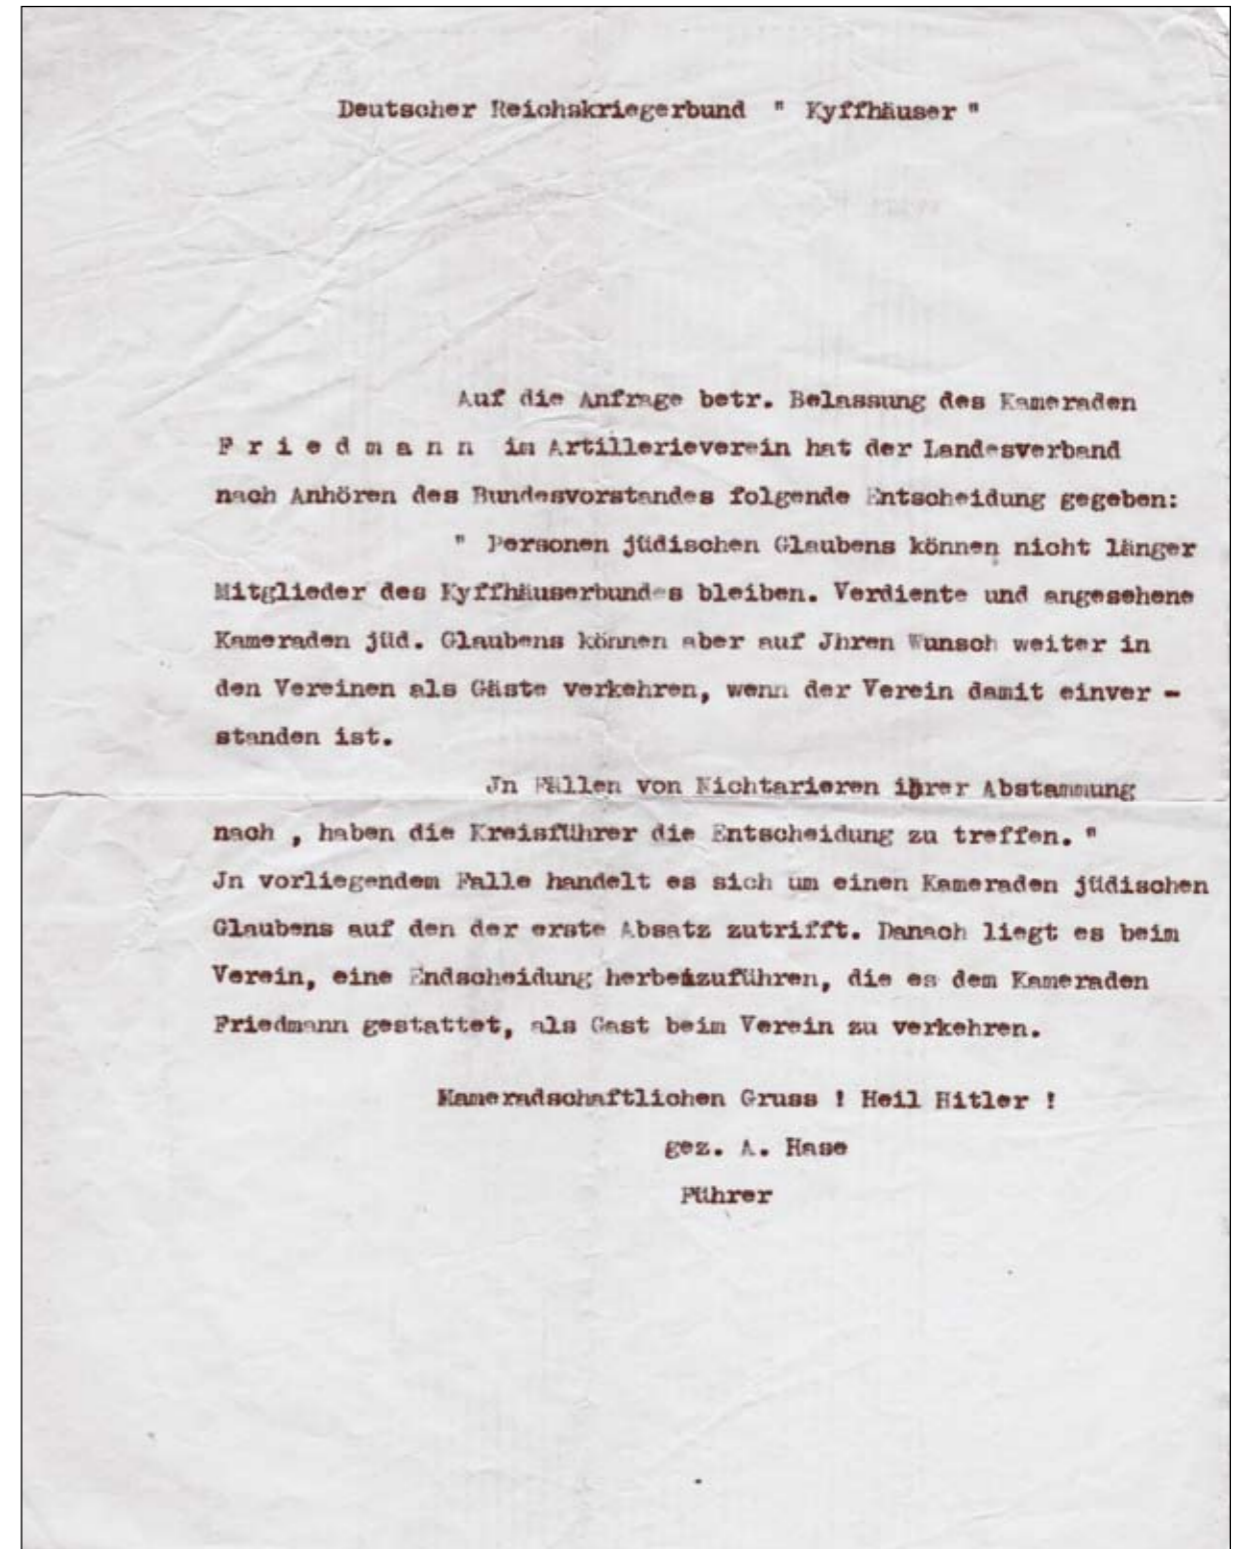 Deutscher Reichskriegerbund " Kyffhäuser "
Auf die Anfrage betr. Belassung des Kameraden
F r i e d m a n n im Artillerieverein hat der Landesverband
nach Anhören des Bundesvorstandes folgende Entscheidung gegeben:
" Personen jüdischen Glaubens können nicht länger
Mitglieder des Kyffhäuserbundes bleiben. Verdiente und angesehene
Kameraden jüd. Glaubens können aber auf Jhren Wunsch weiter in
den Vereinen als Gäste verkehren, wenn der Verein damit einver -
standen ist.
Jn Fällen von Nichtarieren ihrer Abstammung
nach , haben die Kreisführer die Entscheidung zu treffen. "
Jn vorliegendem Falle handelt es sich um einen Kameraden jüdischen
Glaubens auf den der erste Absatz zutrifft. Danach liegt es beim
Verein, eine Endscheidung herbeizuführen, die es dem Kameraden
Friedmann gestattet, als Gast beim Verein zu verkehren.
Kameradschaftlichen Gruss ! Heil Hitler !
gez. A. Hase
Führer